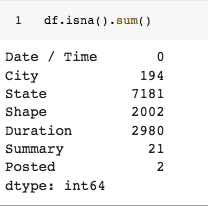 1 df.isna().sum()
Date / Time 0
City 194
State 7181
Shape 2002
Duration 2980
Summary 21
Posted 2
dtype: int64